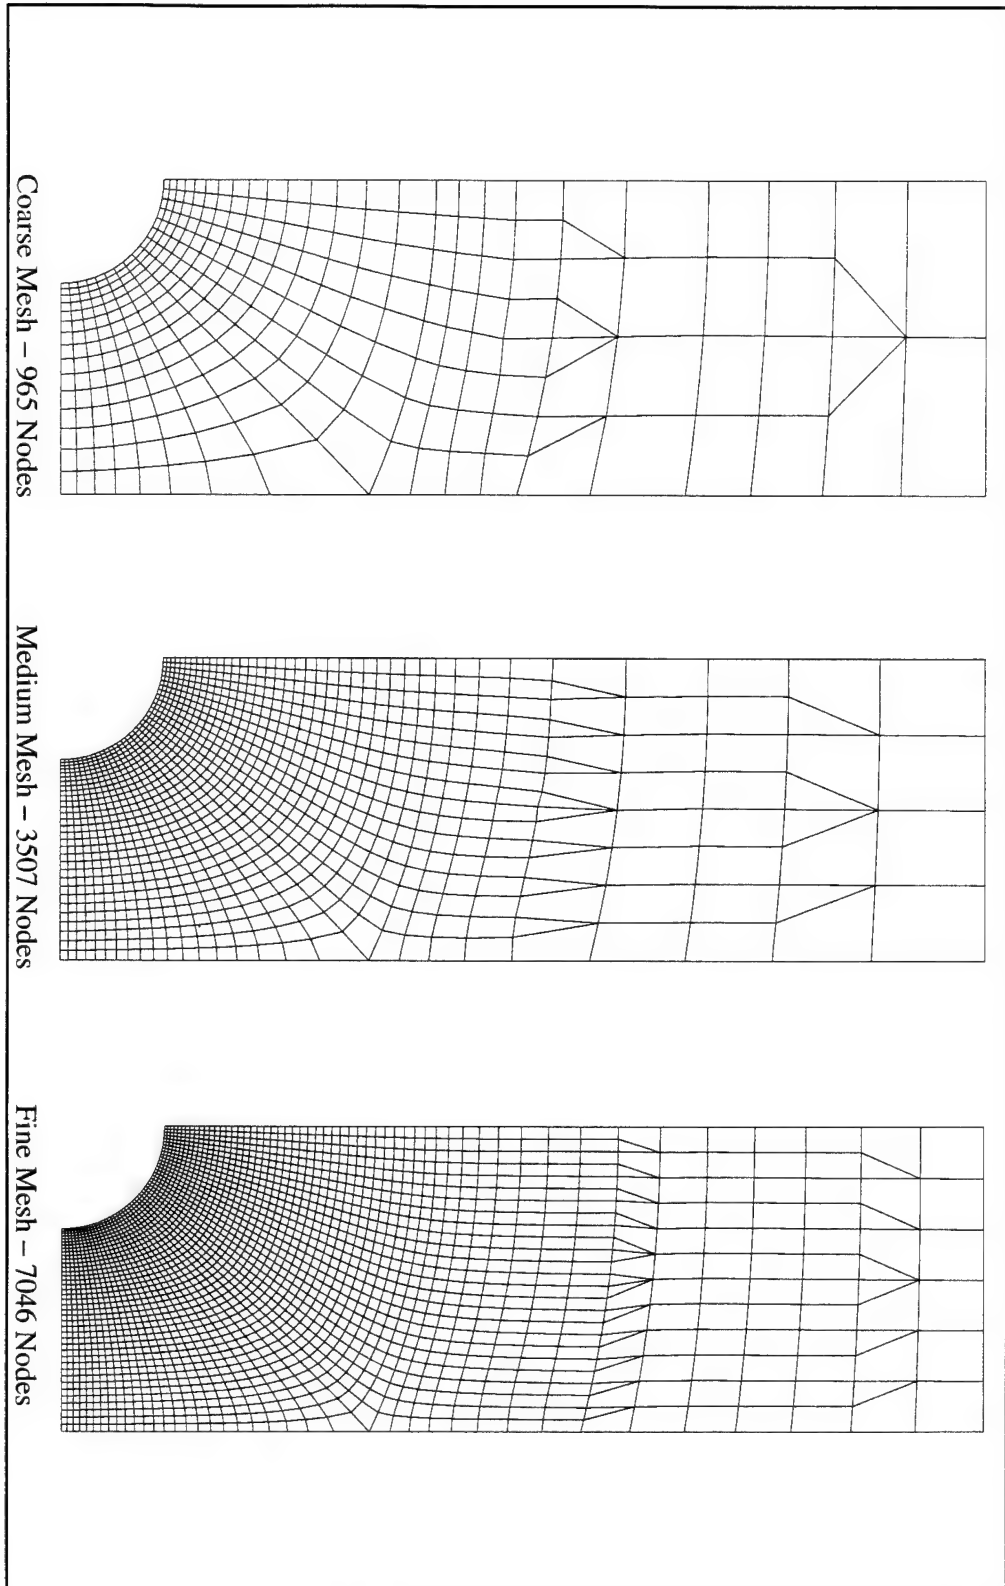 Coarse Mesh – 965 Nodes
Medium Mesh – 3507 Nodes
Fine Mesh – 7046 Nodes